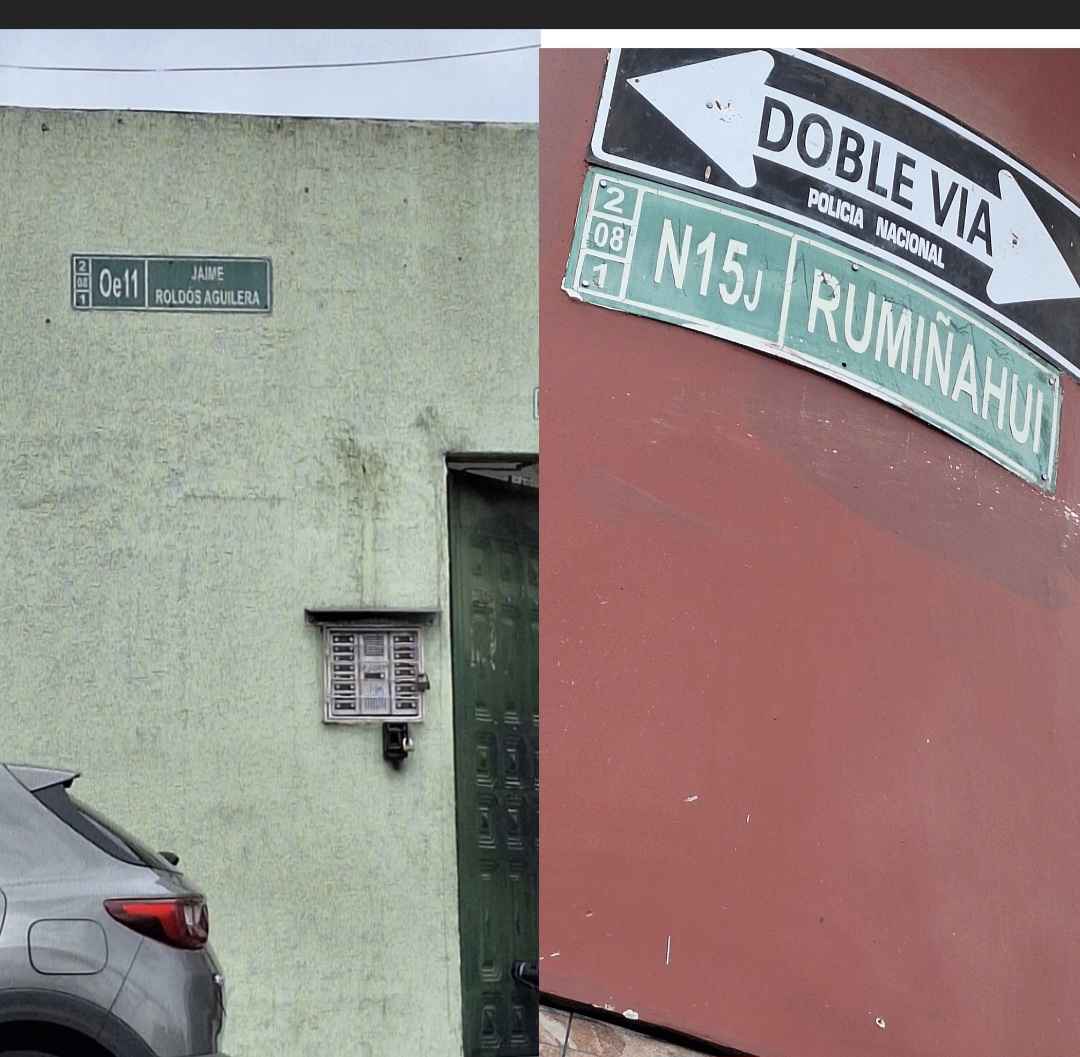 2
08
1
Oe11
JAIME
ROLDÓS AGUILERA
DOBLE VIA
POLICIA NACIONAL
2
08
1
N15J
RUMIÑAHUI